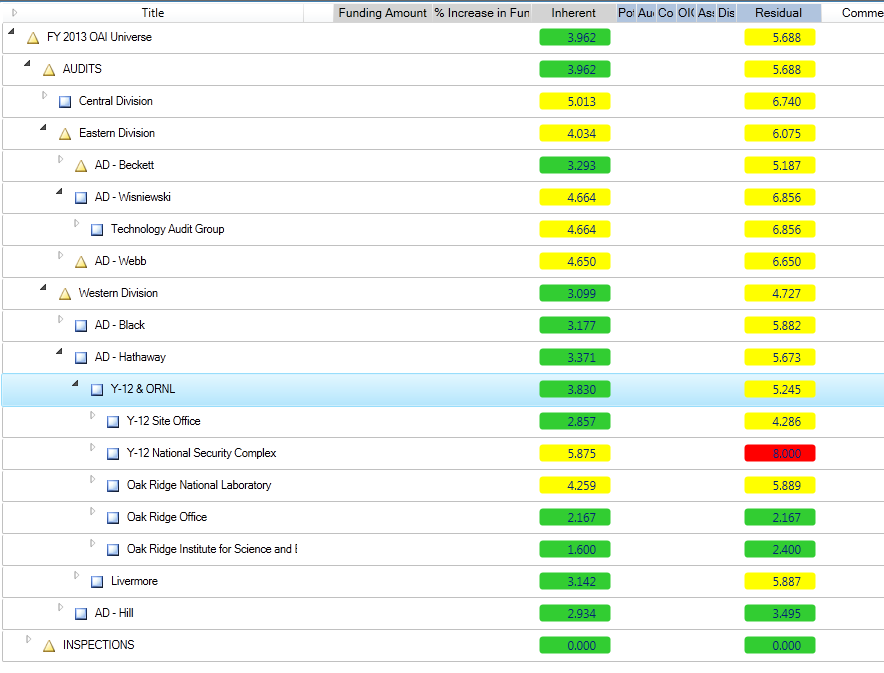 Title Funding Amount % Increase in Fun Inherent Pot Au Co OIG Ass Dis Residual Comme
FY 2013 OAI Universe 3.962 5.688
AUDITS 3.962 5.688
Central Division 5.013 6.740
Eastern Division 4.034 6.075
AD - Beckett 3.293 5.187
AD - Wisniewski 4.664 6.856
Technology Audit Group 4.664 6.856
AD - Webb 4.650 6.650
Western Division 3.099 4.727
AD - Black 3.177 5.882
AD - Hathaway 3.371 5.673
Y-12 & ORNL 3.830 5.245
Y-12 Site Office 2.857 4.286
Y-12 National Security Complex 5.875 8.000
Oak Ridge National Laboratory 4.259 5.889
Oak Ridge Office 2.167 2.167
Oak Ridge Institute for Science and E 1.600 2.400
Livermore 3.142 5.887
AD - Hill 2.934 3.495
INSPECTIONS 0.000 0.000